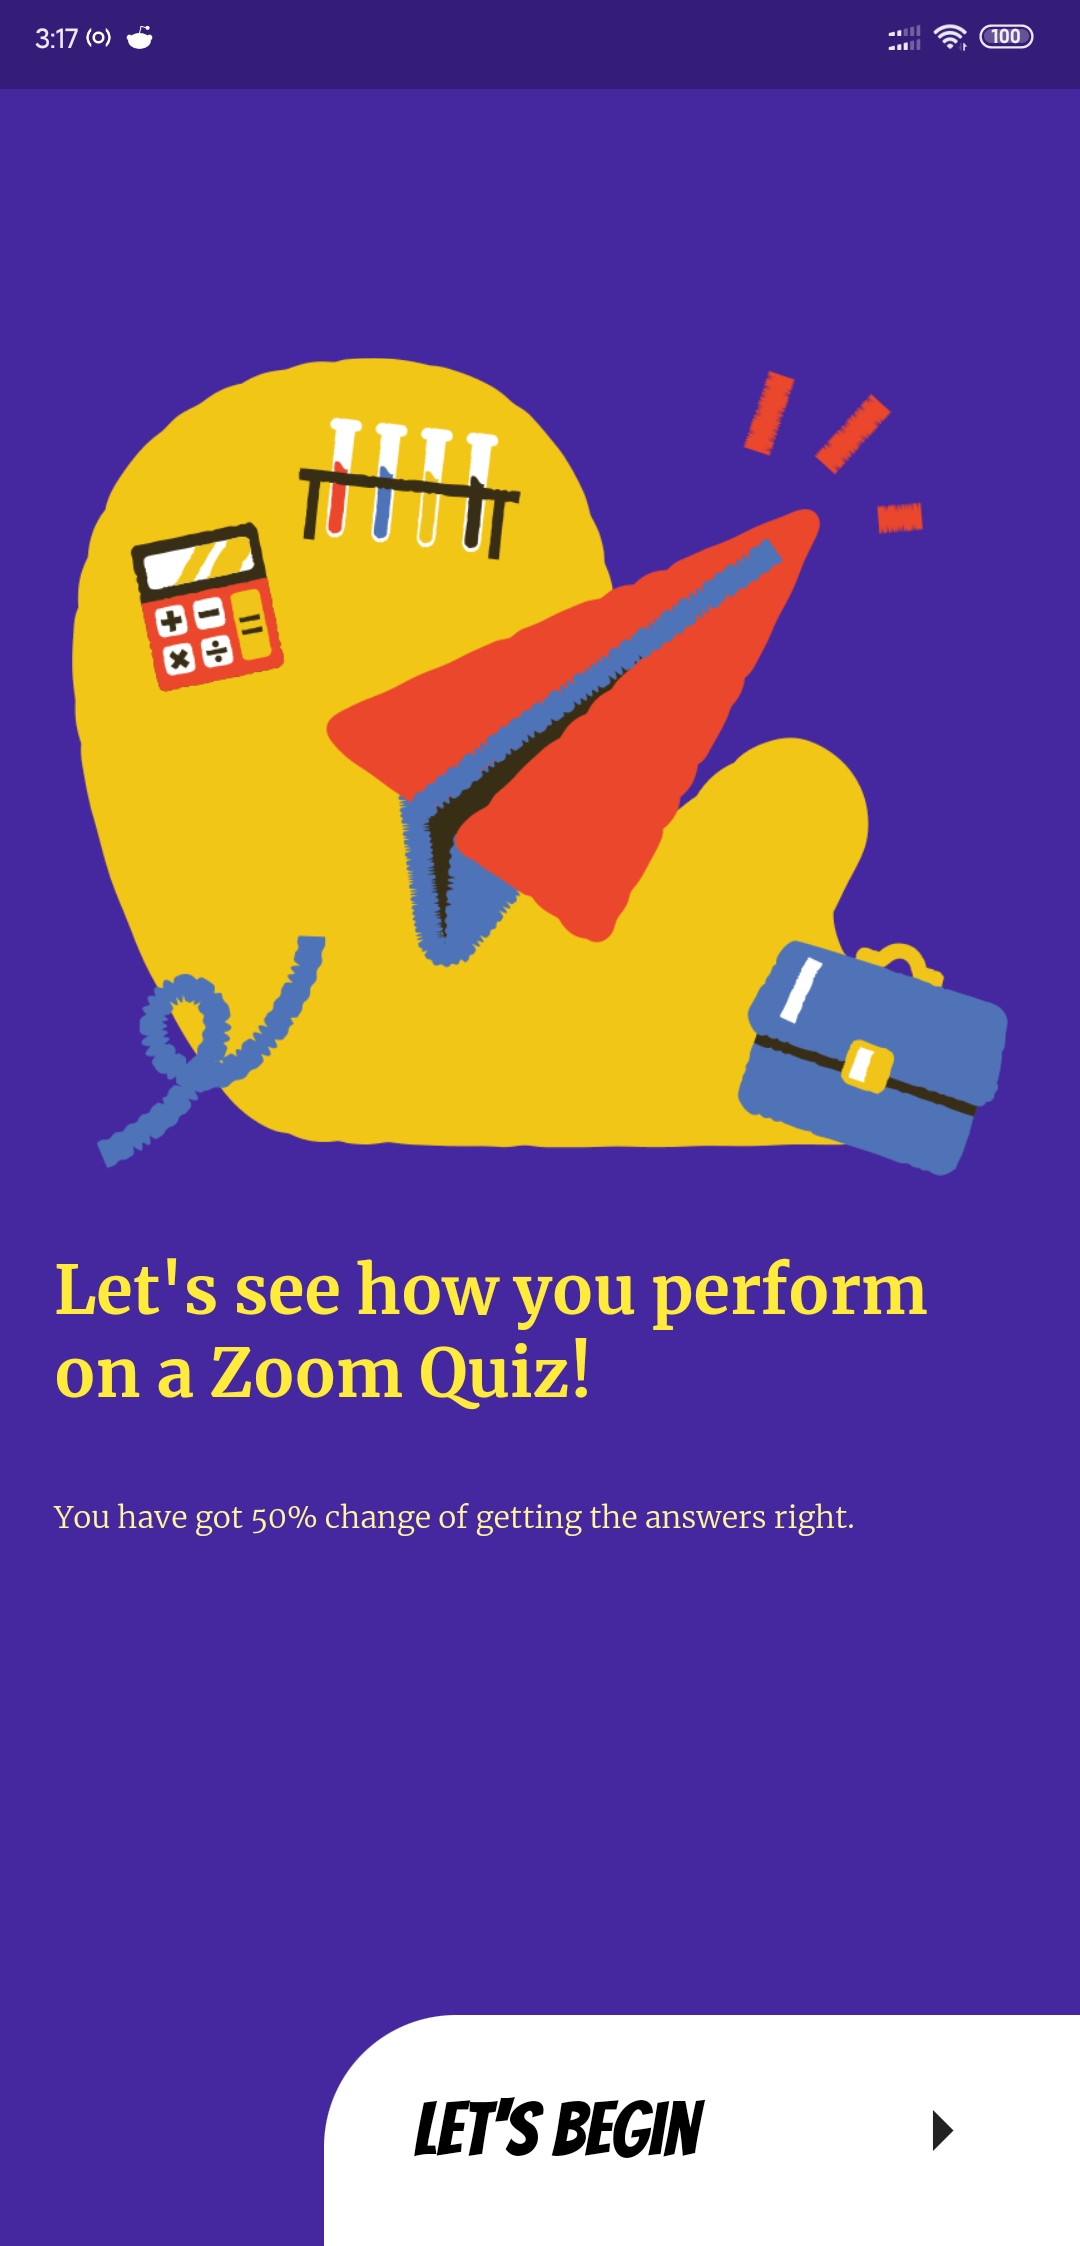 3:17
100
Let's see how you perform
on a Zoom Quiz!
You have got 50% change of getting the answers right.
LET'S BEGIN